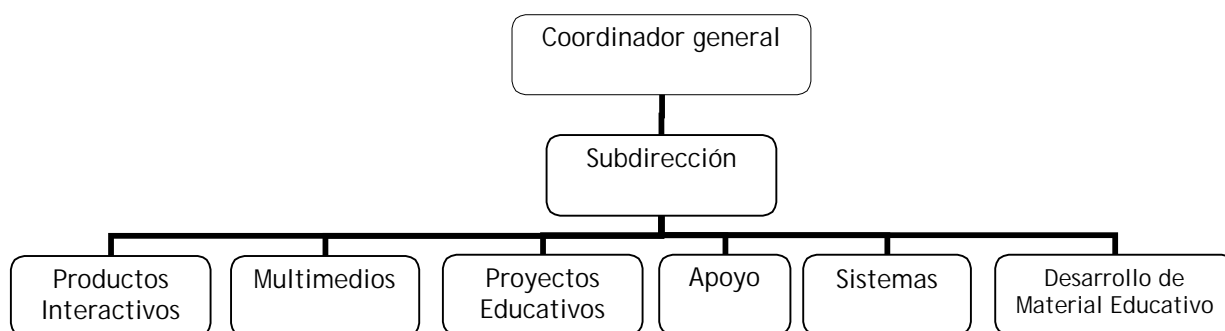 Coordinador general
Subdirección
Productos
Interactivos
Multimedios
Proyectos
Educativos
Apoyo
Sistemas
Desarrollo de
Material Educativo